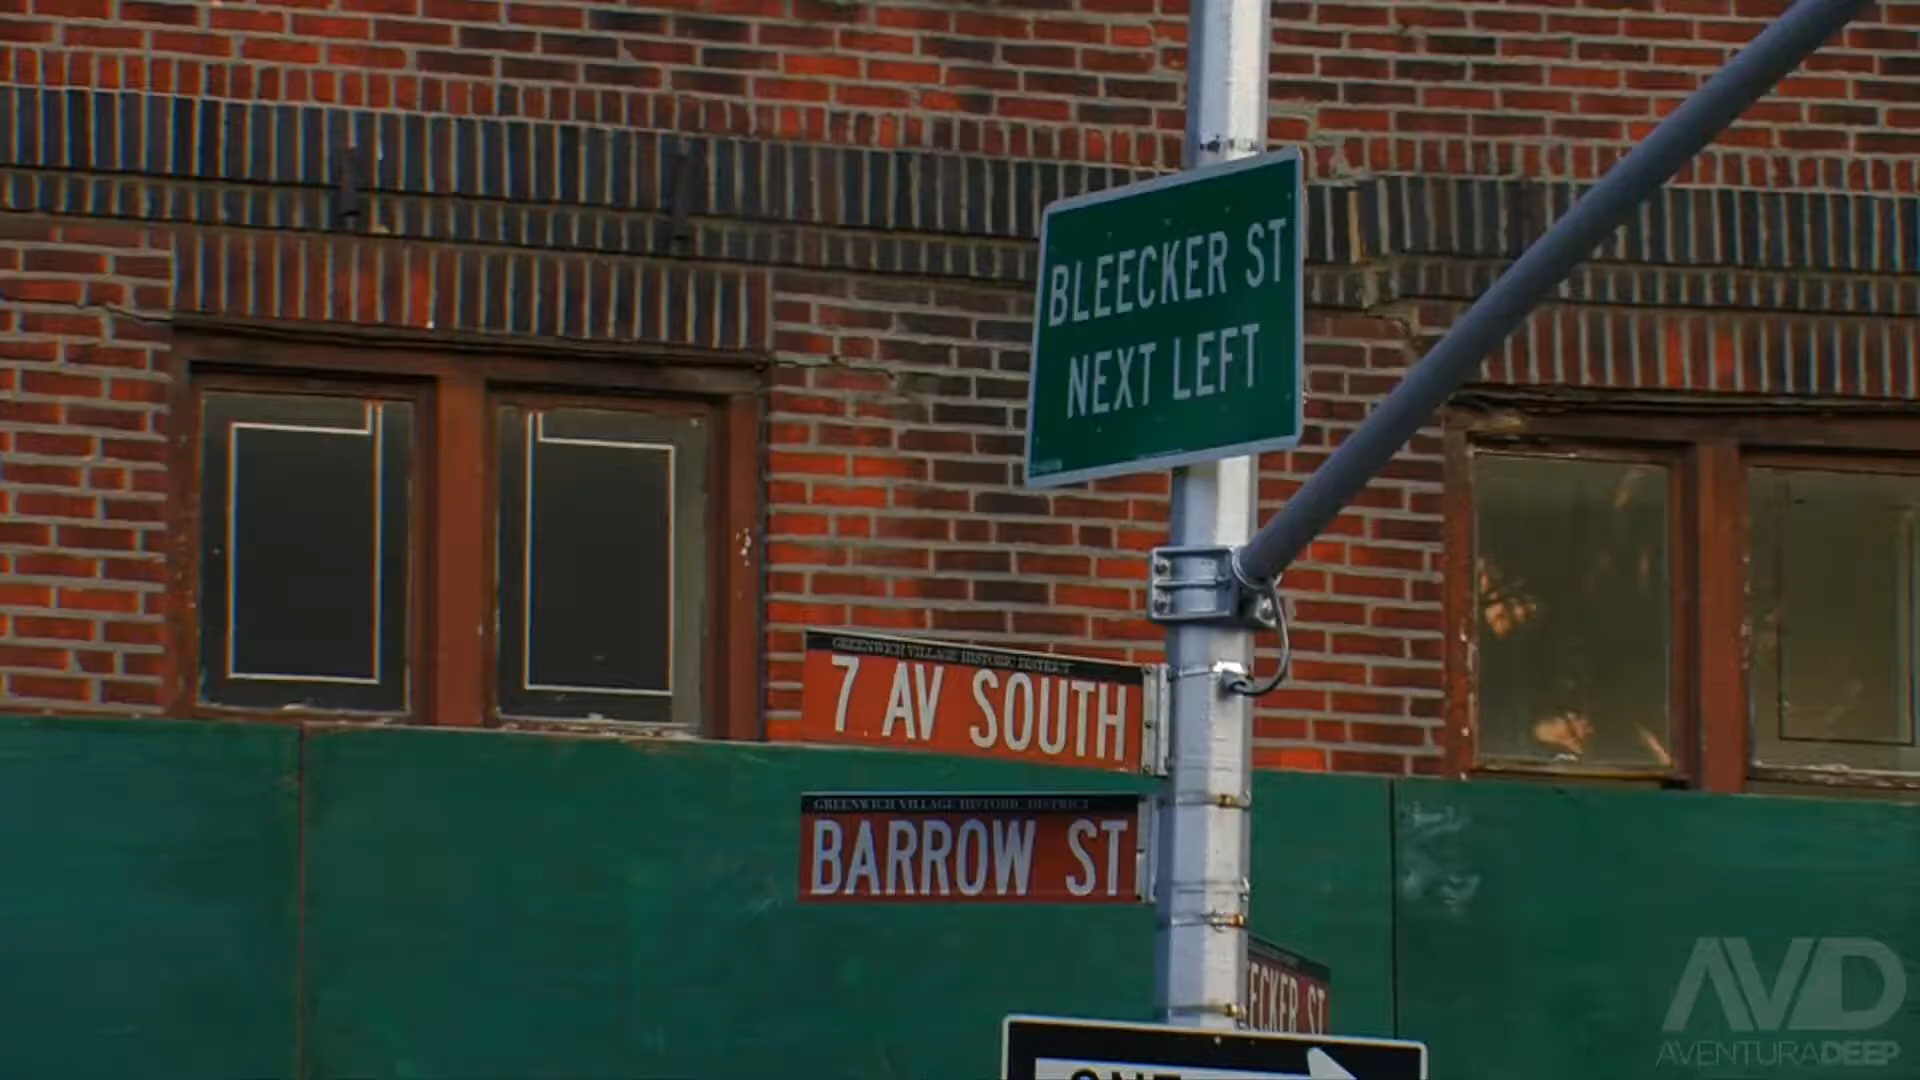 BLEECKER ST
NEXT LEFT
GREENWICH VILLAGE HISTORIC DISTRICT
7 AV SOUTH
GREENWICH VILLAGE HISTORIC DISTRICT
BARROW ST
ECKER ST
ONE
AVD
AVENTURADEEP